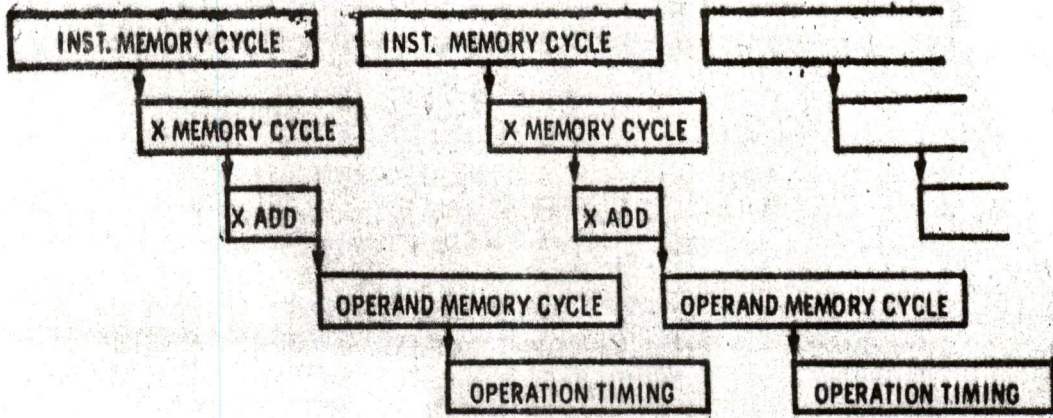 INST. MEMORY CYCLE
INST. MEMORY CYCLE
X MEMORY CYCLE
X MEMORY CYCLE
X ADD
X ADD
OPERAND MEMORY CYCLE
OPERAND MEMORY CYCLE
OPERATION TIMING
OPERATION TIMING